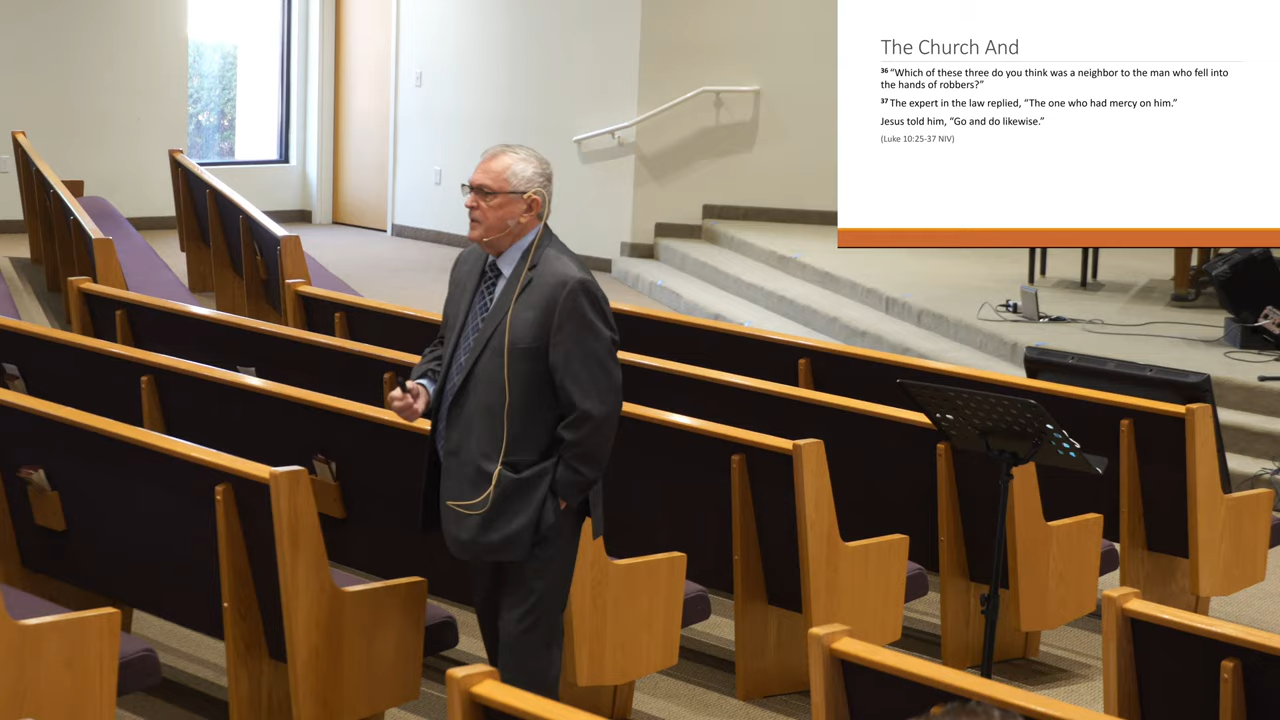 The Church And
36 “Which of these three do you think was a neighbor to the man who fell into
the hands of robbers?”
37 The expert in the law replied, “The one who had mercy on him.”
Jesus told him, “Go and do likewise.”
(Luke 10:25-37 NIV)